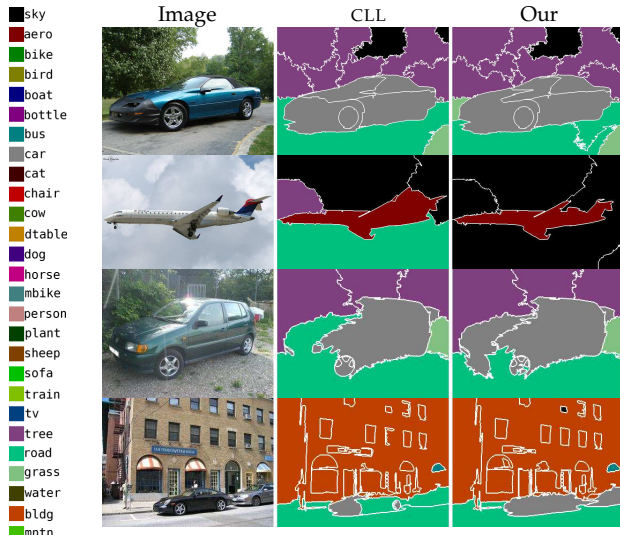 Image CLL Our
sky
aero
bike
bird
boat
bottle
bus
car
cat
chair
cow
dtable
dog
horse
mbike
person
plant
sheep
sofa
train
tv
tree
road
grass
water
bldg
mntn